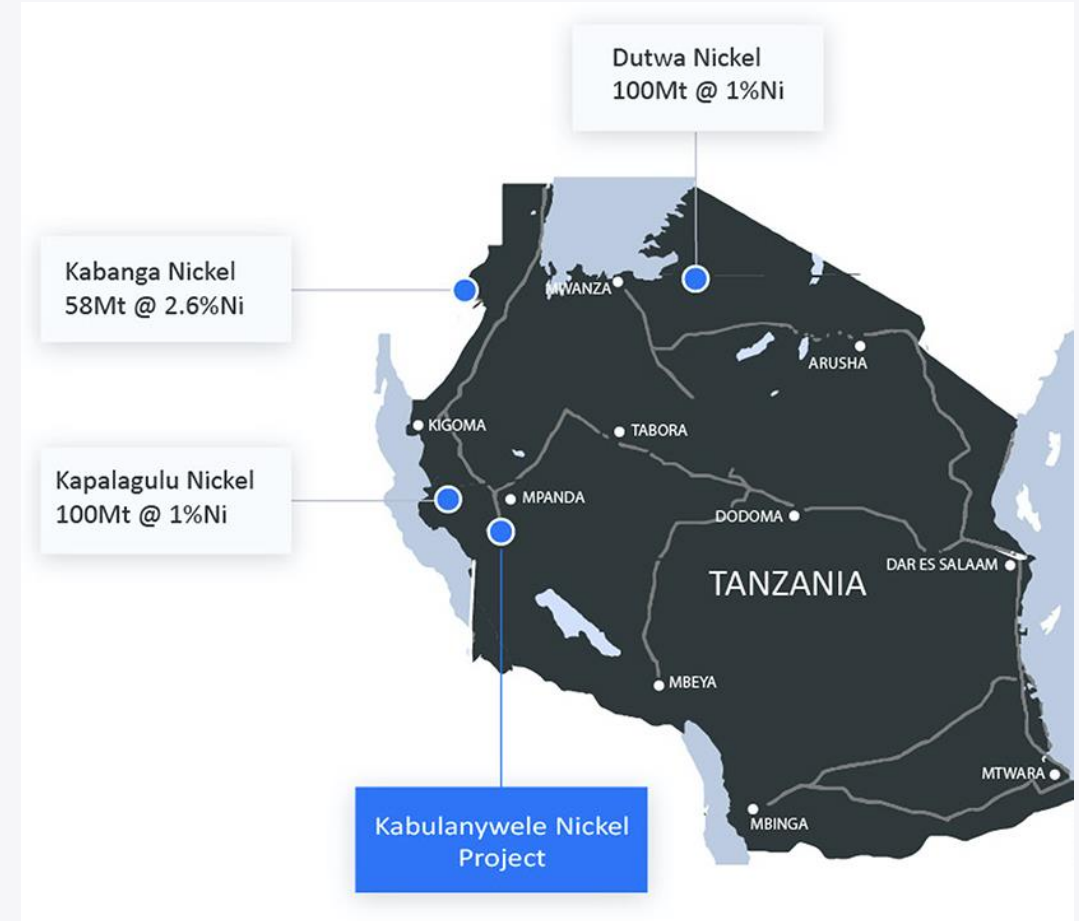 Dutwa Nickel
100Mt @ 1%Ni
Kabanga Nickel
58Mt @ 2.6%Ni
MWANZA
ARUSHA
KIGOMA
TABORA
Kapalagulu Nickel
100Mt @ 1%Ni
MPANDA
DODOMA
DAR ES SALAAM
TANZANIA
MBEYA
MTWARA
MBINGA
Kabulanywele Nickel
Project